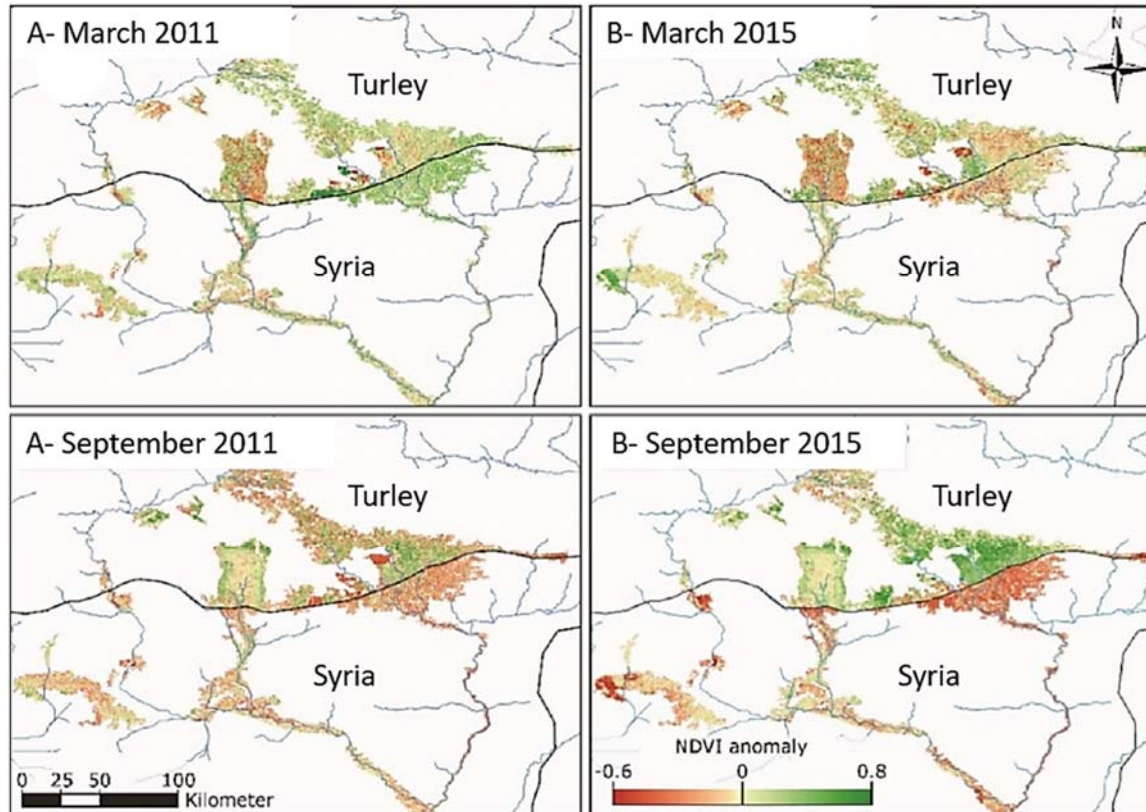 A- March 2011
Turley
Syria
B- March 2015
N
Turley
Syria
A- September 2011
Turley
Syria
0 25 50 100
Kilometer
B- September 2015
Turley
Syria
NDVI anomaly
-0.6 0 0.8